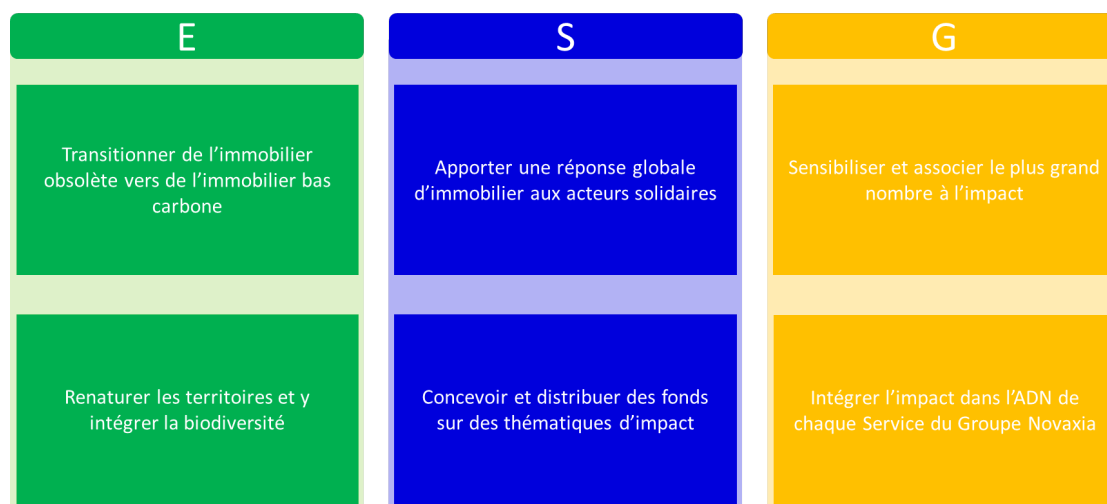 E
Transitionner de l’immobilier
obsolète vers de l’immobilier bas
carbone
Renaturer les territoires et y
intégrer la biodiversité
S
Apporter une réponse globale
d’immobilier aux acteurs solidaires
Concevoir et distribuer des fonds
sur des thématiques d’impact
G
Sensibiliser et associer le plus grand
nombre à l’impact
Intégrer l’impact dans l’ADN de
chaque Service du Groupe Novaxia